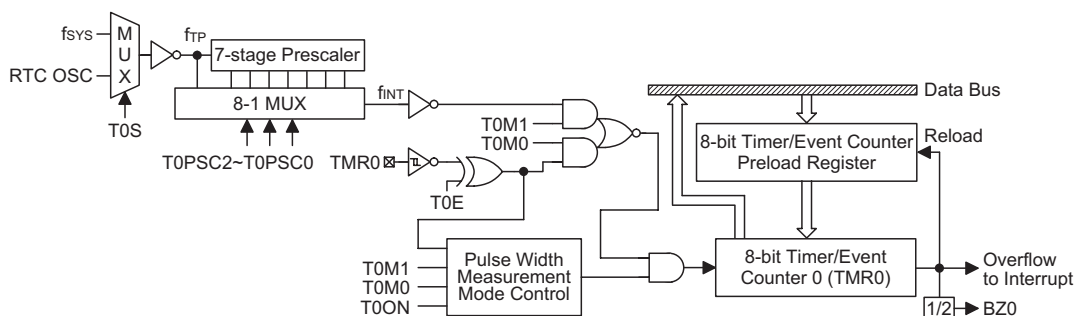 fSYS
RTC OSC
M
U
X
T0S
fTP
7-stage Prescaler
8-1 MUX
T0PSC2~T0PSC0
fINT
T0M1
T0M0
TMR0
T0E
T0M1
T0M0
T0ON
Pulse Width
Measurement
Mode Control
Data Bus
8-bit Timer/Event Counter
Preload Register
Reload
8-bit Timer/Event
Counter 0 (TMR0)
Overflow
to Interrupt
1/2
BZ0